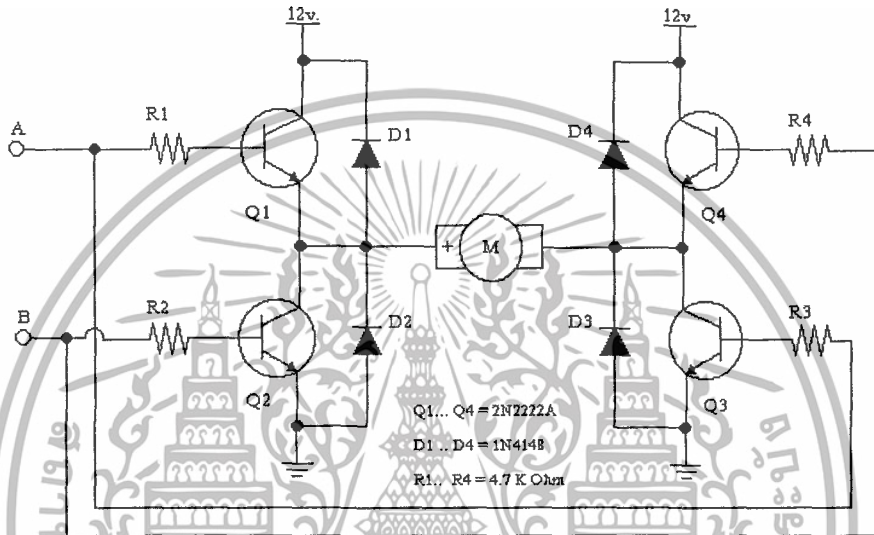 12v. 12v
A R1 D1 D4 R4
Q1 Q4
+ M
B R2 D2 D3 R3
Q2 Q3
Q1... Q4 = 2N2222A
D1 .. D4 = 1N4148
R1.. R4 = 4.7 K Ohm